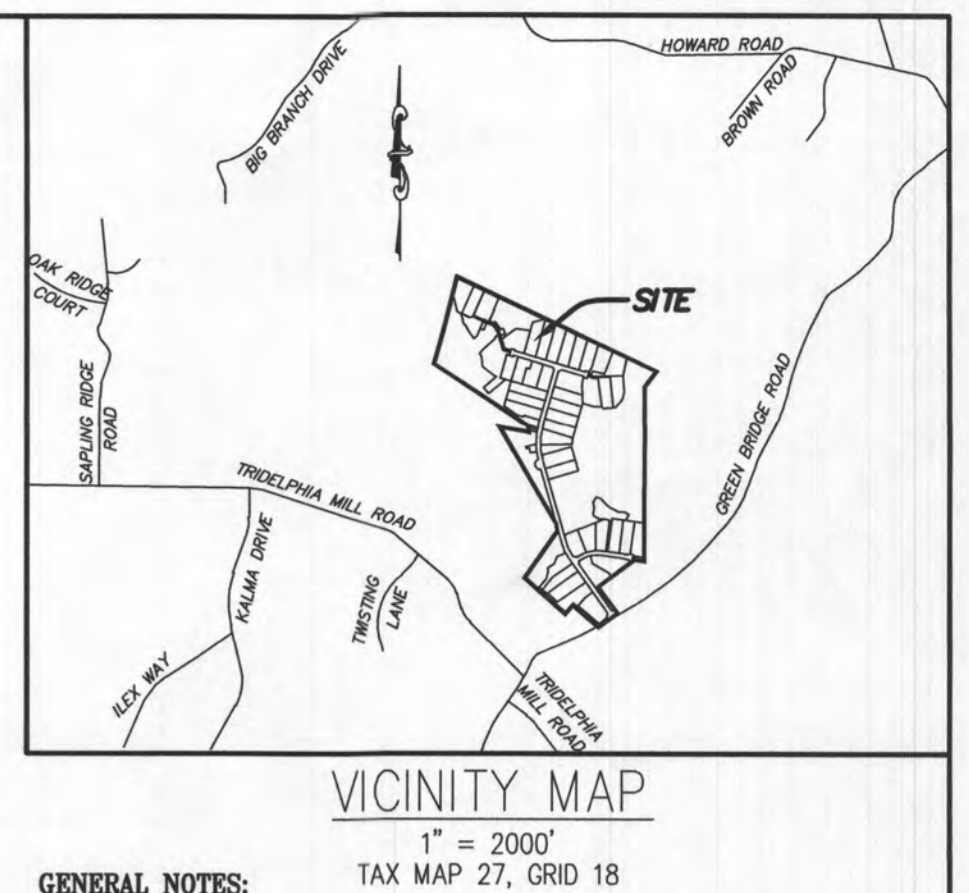 HOWARD ROAD
BROWN ROAD
BIG BRANCH DRIVE
OAK RIDGE
COURT
SITE
SAPLING RIDGE
ROAD
GREEN BRIDGE ROAD
TRIDELPHIA MILL ROAD
KALMA DRIVE
TWISTING
LANE
ILEX WAY
TRIDELPHIA
MILL ROAD
VICINITY MAP
1" = 2000'
TAX MAP 27, GRID 18
GENERAL NOTES: